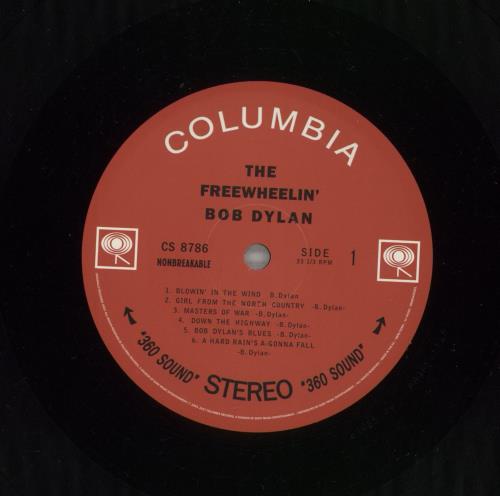 COLUMBIA
THE
FREEWHEELIN'
BOB DYLAN
CS 8786
NONBREAKABLE
SIDE 1
33 1/3 RPM
1. BLOWIN' IN THE WIND B. Dylan
2. GIRL FROM THE NORTH COUNTRY -B. Dylan-
3. MASTERS OF WAR -B. Dylan-
4. DOWN THE HIGHWAY -B. Dylan-
5. BOB DYLAN'S BLUES -B. Dylan-
6. A HARD RAIN'S A-GONNA FALL
-B. Dylan-
"360 SOUND" STEREO "360 SOUND"